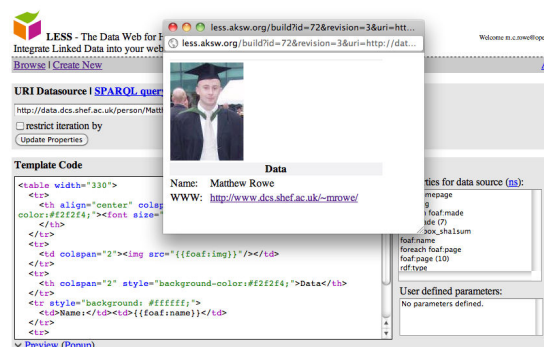 LESS - The Data Web for
Integrate Linked Data into your web
Welcome m.c.rowe@ope
Browse | Create New
URI Datasource | SPARQL quer
http://data.dcs.shef.ac.uk/person/Matt
restrict iteration by
Update Properties
less.aksw.org/build?id=72&revision=3&uri=htt...
less.aksw.org/build?id=72&revision=3&uri=http://dat...
Data
Name: Matthew Rowe
WWW: http://www.dcs.shef.ac.uk/~mrowe/
Template Code
<table width="330">
<tr>
<th align="center" colsp
color:#f2f2f4;"><font size="
</th>
</tr>
<tr>
<td colspan="2"><img src="{{foaf:img}}"/></td>
</tr>
<tr>
<th colspan="2" style="background-color:#f2f2f4;">Data</th>
</tr>
<tr style="background: #ffffff;">
<td>Name:</td><td>{{foaf:name}}</td>
</tr>
<tr>
Preview (Popup)
ties for data source (ns):
mepage
g
h foaf:made
ade (7)
box_sha1sum
foaf:name
foreach foaf:page
foaf:page (10)
rdf:type
User defined parameters:
No parameters defined.